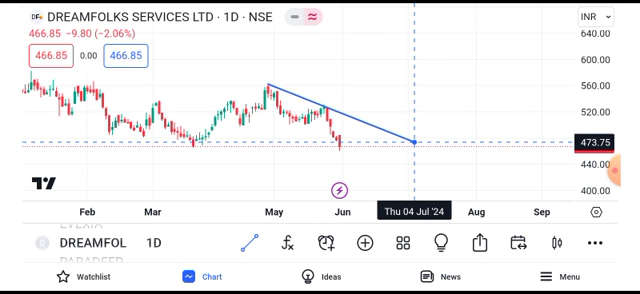 DF● DREAMFOLKS SERVICES LTD · 1D · NSE
INR
466.85 −9.80 (−2.06%)
466.85 0.00 466.85
640.00
600.00
560.00
520.00
473.75
440.00
400.00
Feb Mar May Jun Thu 04 Jul '24 Aug Sep
D DREAMFOL 1D
Watchlist Chart Ideas News Menu